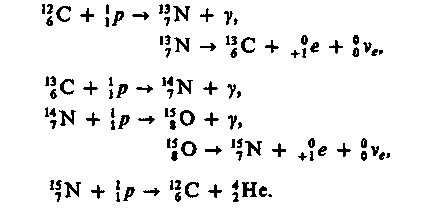 ¹²₆C + ¹₁p → ¹³₇N + γ,
¹³₇N → ¹³₆C + ⁰₊₁e + ⁰₀νₑ,
¹³₆C + ¹₁p → ¹⁴₇N + γ,
¹⁴₇N + ¹₁p → ¹⁵₈O + γ,
¹⁵₈O → ¹⁵₇N + ⁰₊₁e + ⁰₀νₑ,
¹⁵₇N + ¹₁p → ¹²₆C + ⁴₂He.